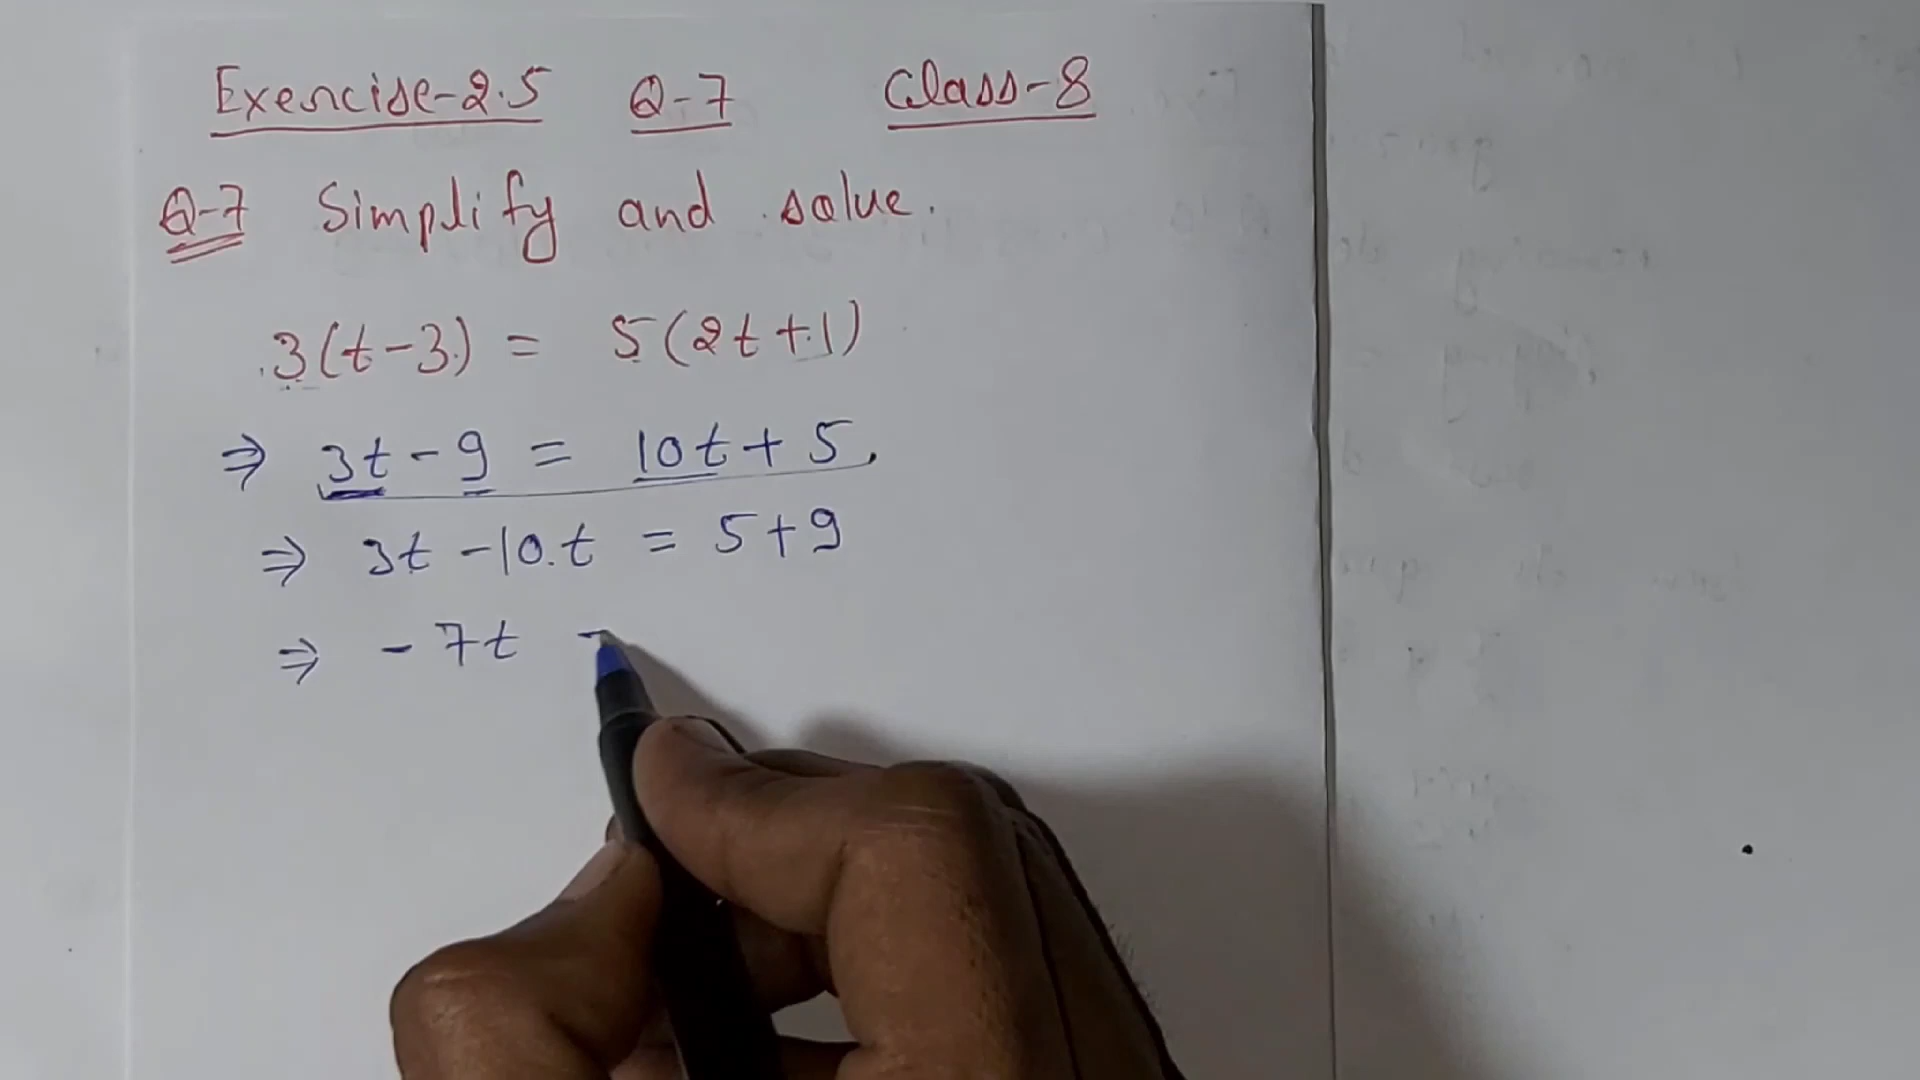 Exercise-2.5 Q-7 Class-8
Q-7 Simplify and solve.
3(t-3) = 5(2t+1)
⇒ 3t - 9 = 10t + 5
⇒ 3t - 10t = 5+9
⇒ - 7t